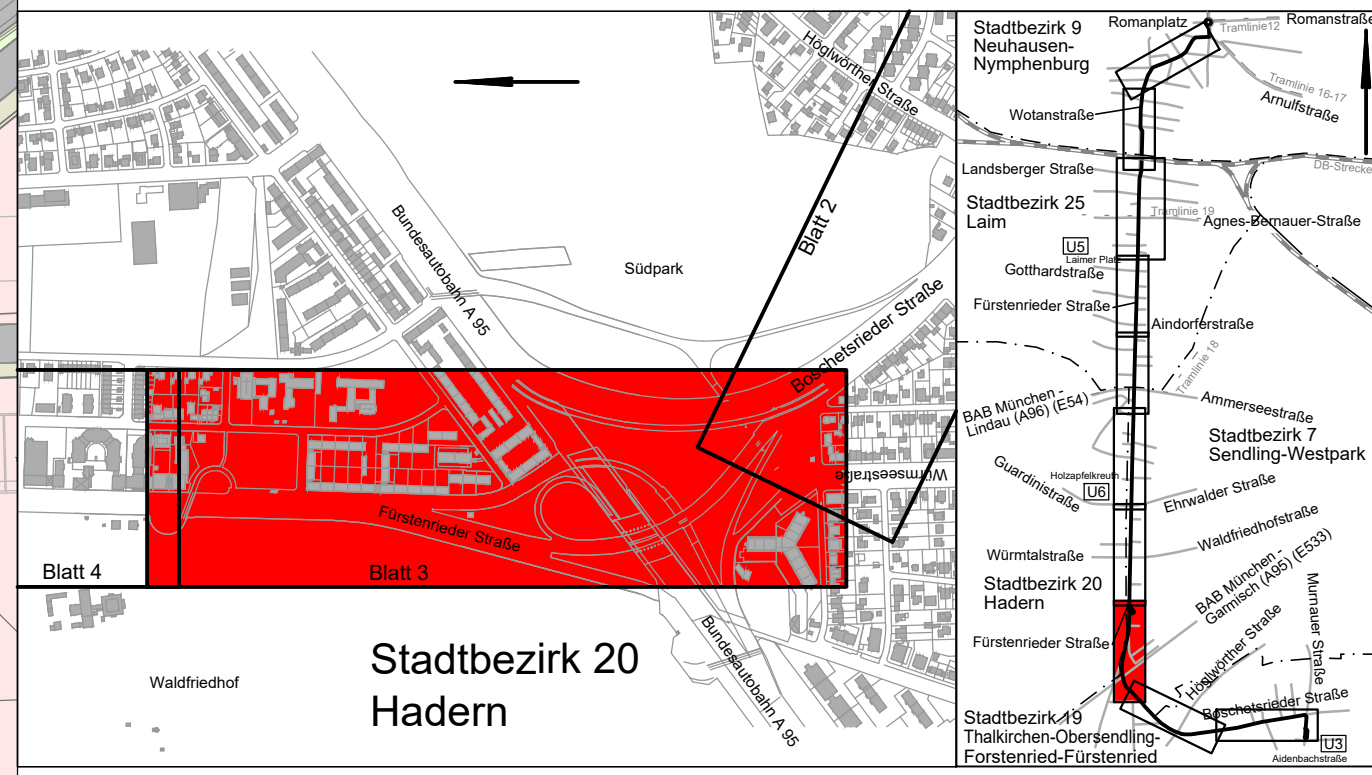 Höglwörther Straße
Bundesautobahn A 95
Südpark
Blatt 2
Boschetsrieder Straße
Würmseestraße
Fürstenrieder Straße
Blatt 4
Blatt 3
Bundesautobahn A 95
Waldfriedhof
Stadtbezirk 20
Hadern
Stadtbezirk 9
Neuhausen-
Nymphenburg
Romanplatz
Romanstraße
Tramlinie12
Tramlinie 16-17
Arnulfstraße
Wotanstraße
Landsberger Straße
DB-Strecke
Stadtbezirk 25
Laim
Tramlinie 19
Agnes-Bernauer-Straße
U5
Laimer Platz
Gotthardstraße
Fürstenrieder Straße
Aindorferstraße
Tramlinie 18
BAB München -
Lindau (A96) (E54)
Ammerseestraße
Stadtbezirk 7
Sendling-Westpark
Guardinistraße
Holzapfelkreuth
U6
Ehrwalder Straße
Waldfriedhofstraße
Würmtalstraße
BAB München -
Garmisch (A95) (E533)
Stadtbezirk 20
Hadern
Murnauer Straße
Fürstenrieder Straße
Höglwörther Straße
Boschetsrieder Straße
Stadtbezirk 19
Thalkirchen-Obersendling-
Forstenried-Fürstenried
U3
Aidenbachstraße